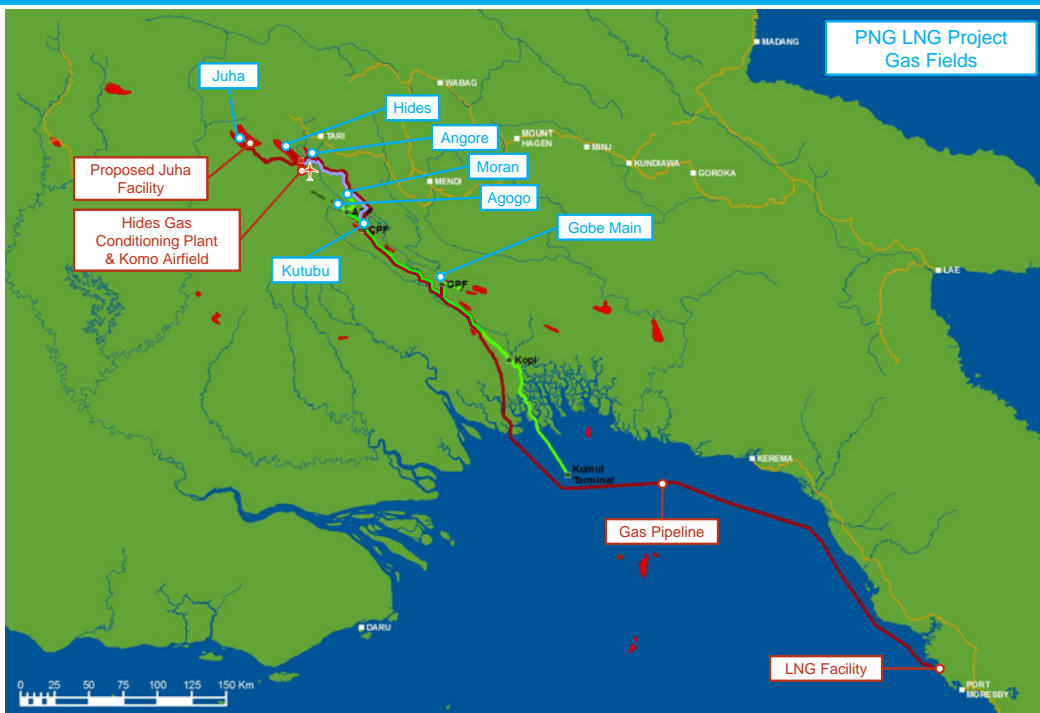 PNG LNG Project
Gas Fields
MADANG
WABAG
Juha
Hides
TARI
Angore
MOUNT
HAGEN
MINJ
KUNDIAWA
GOROKA
Proposed Juha
Facility
Moran
MENDI
Agogo
Hides Gas
Conditioning Plant
& Komo Airfield
CPF
Gobe Main
Kutubu
GPF
LAE
Kopi
KEREMA
Kumul
Terminal
Gas Pipeline
DARU
LNG Facility
PORT
MORESBY
0 25 50 75 100 125 150 Km